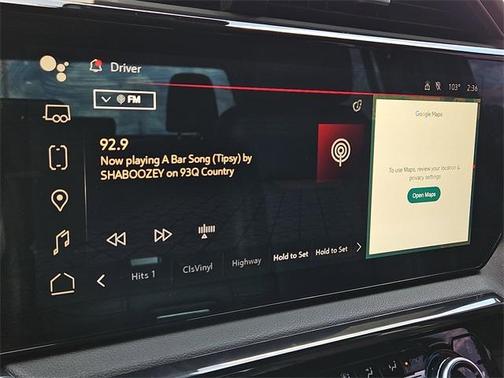 Driver
103° 2:36
FM
92.9
Now playing A Bar Song (Tipsy) by
SHABOOZEY on 93Q Country
Hits 1 ClsVinyl Highway Hold to Set Hold to Set
Google Maps
To use Maps, review your location &
privacy settings
Open Maps